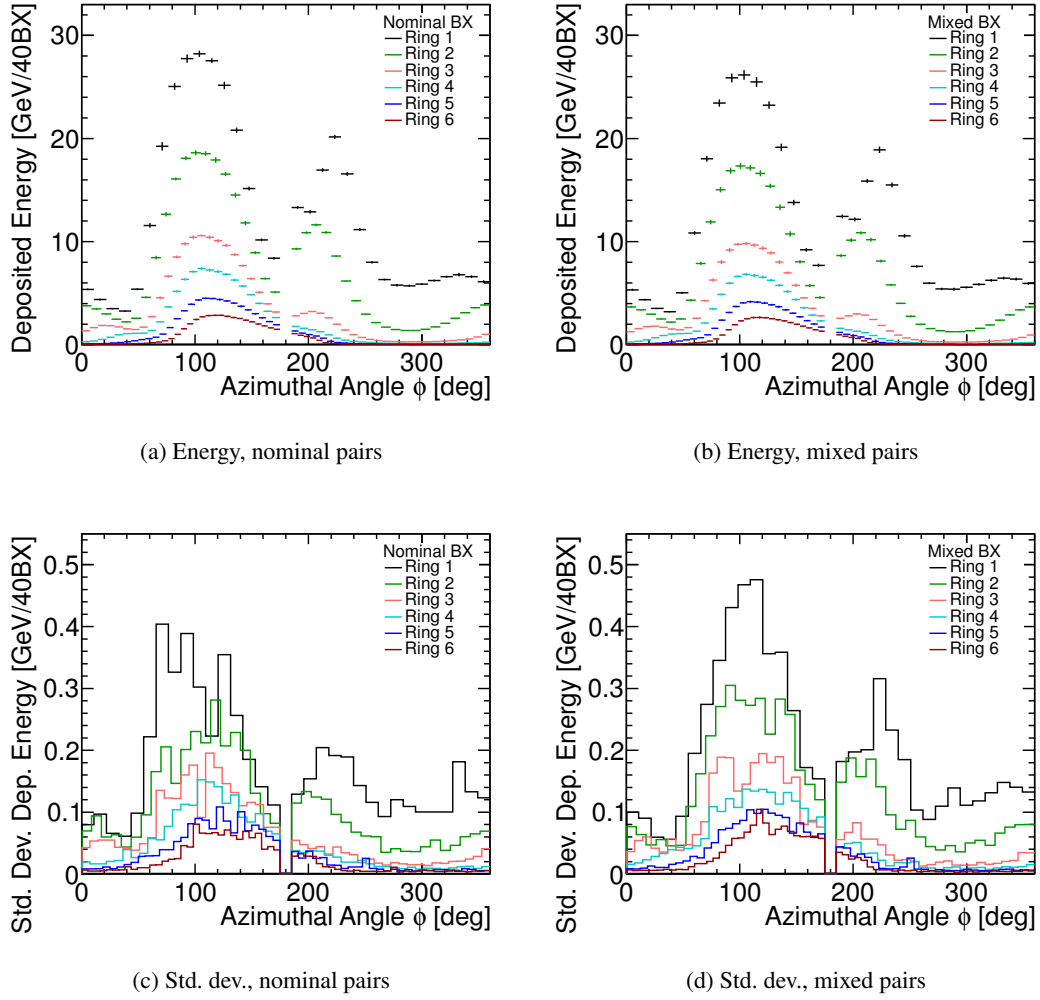 Deposited Energy [GeV/40BX]
30
20
10
0
0
100
200
300
Azimuthal Angle ϕ [deg]
Nominal BX
Ring 1
Ring 2
Ring 3
Ring 4
Ring 5
Ring 6
(a) Energy, nominal pairs
Deposited Energy [GeV/40BX]
30
20
10
0
0
100
200
300
Azimuthal Angle ϕ [deg]
Mixed BX
Ring 1
Ring 2
Ring 3
Ring 4
Ring 5
Ring 6
(b) Energy, mixed pairs
Std. Dev. Dep. Energy [GeV/40BX]
0.5
0.4
0.3
0.2
0.1
0
0
100
200
300
Azimuthal Angle ϕ [deg]
Nominal BX
Ring 1
Ring 2
Ring 3
Ring 4
Ring 5
Ring 6
(c) Std. dev., nominal pairs
Std. Dev. Dep. Energy [GeV/40BX]
0.5
0.4
0.3
0.2
0.1
0
0
100
200
300
Azimuthal Angle ϕ [deg]
Mixed BX
Ring 1
Ring 2
Ring 3
Ring 4
Ring 5
Ring 6
(d) Std. dev., mixed pairs